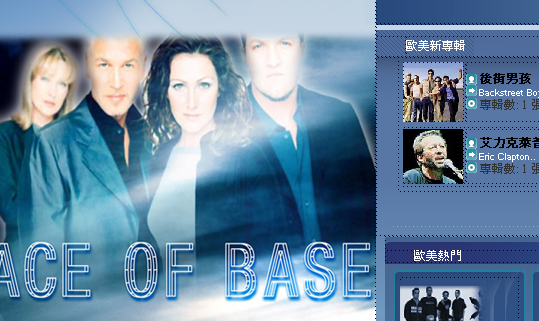 歐美新專輯
後街男孩
Backstreet Bo
專輯數: 1 張
艾力克萊
Eric Clapton..
專輯數: 1 張
ACE OF BASE
歐美熱門